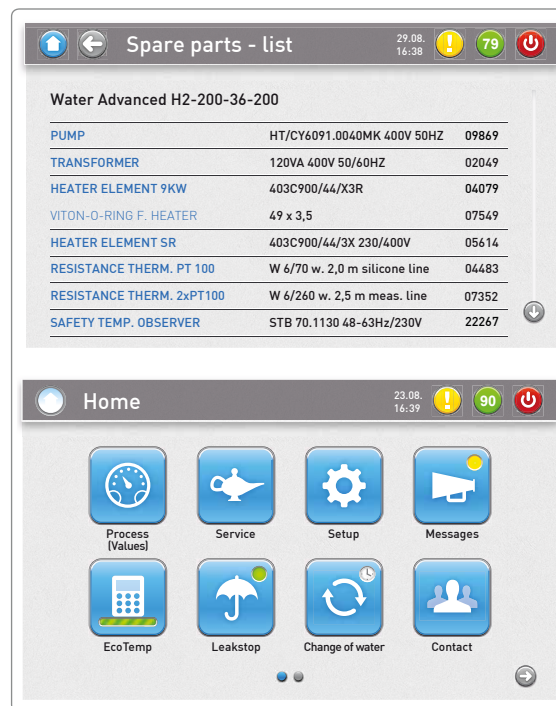 Spare parts - list
29.08.
16:38
79
Water Advanced H2-200-36-200
PUMP HT/CY6091.0040MK 400V 50HZ 09869
TRANSFORMER 120VA 400V 50/60HZ 02049
HEATER ELEMENT 9KW 403C900/44/X3R 04079
VITON-O-RING F. HEATER 49 x 3,5 07549
HEATER ELEMENT SR 403C900/44/3X 230/400V 05614
RESISTANCE THERM. PT 100 W 6/70 w. 2,0 m silicone line 04483
RESISTANCE THERM. 2xPT100 W 6/260 w. 2,5 m meas. line 07352
SAFETY TEMP. OBSERVER STB 70.1130 48-63Hz/230V 22267
Home
23.08.
16:39
90
Process
(Values)
Service
Setup
Messages
EcoTemp
Leakstop
Change of water
Contact